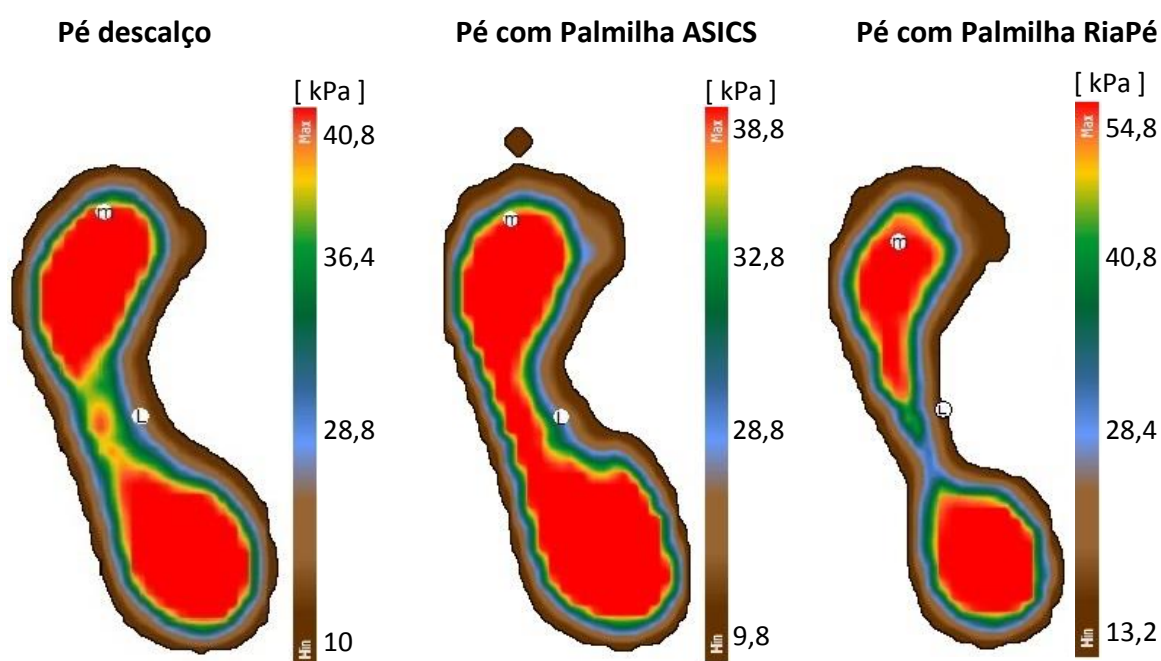 Pé descalço
[ kPa ]
Max
40,8
36,4
28,8
Min
10
m
L
Pé com Palmilha ASICS
[ kPa ]
Max
38,8
32,8
28,8
Min
9,8
m
L
Pé com Palmilha RiaPé
[ kPa ]
Max
54,8
40,8
28,4
Min
13,2
m
L